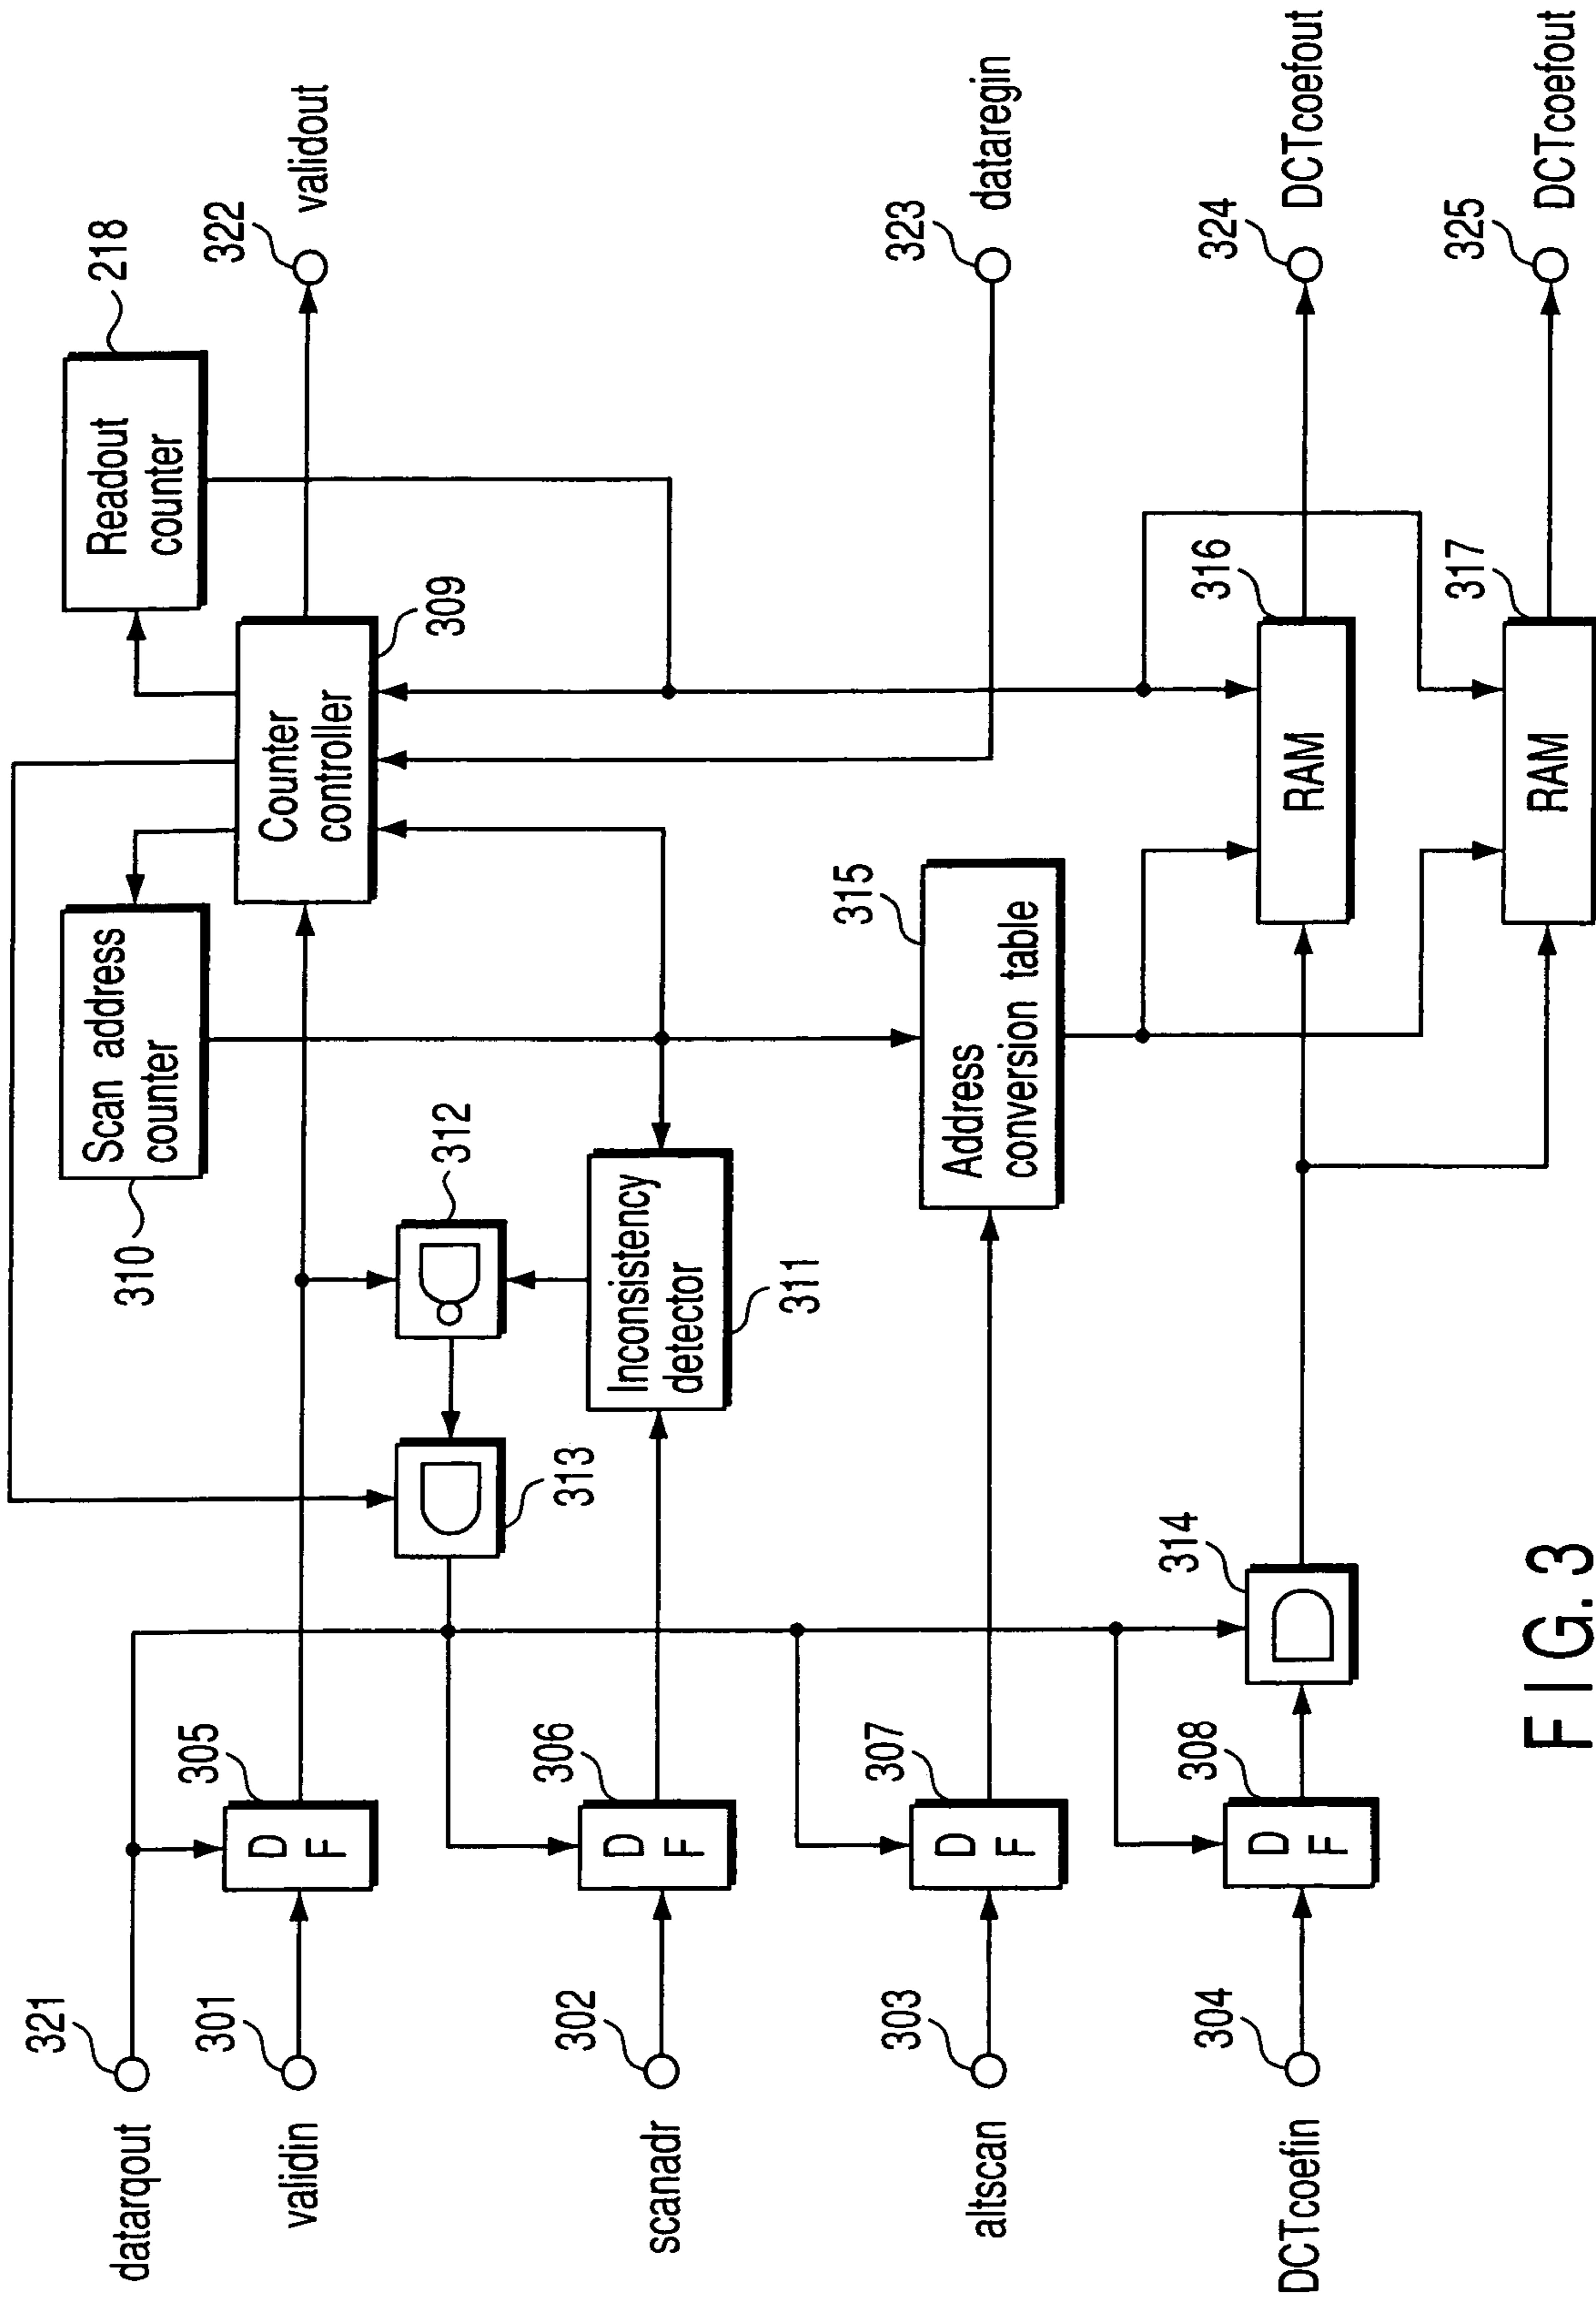 datarqout
321
validin
301
scanadr
302
altscan
303
DCTcoefin
304
D F
305
D F
306
D F
307
D F
308
314
313
312
Inconsistency
detector
311
Scan address
counter
310
Address
conversion table
315
Counter
controller
309
Readout
counter
218
RAM
316
RAM
317
322
validout
323
dataregin
324
DCTcoefout
325
DCTcoefout
FIG. 3